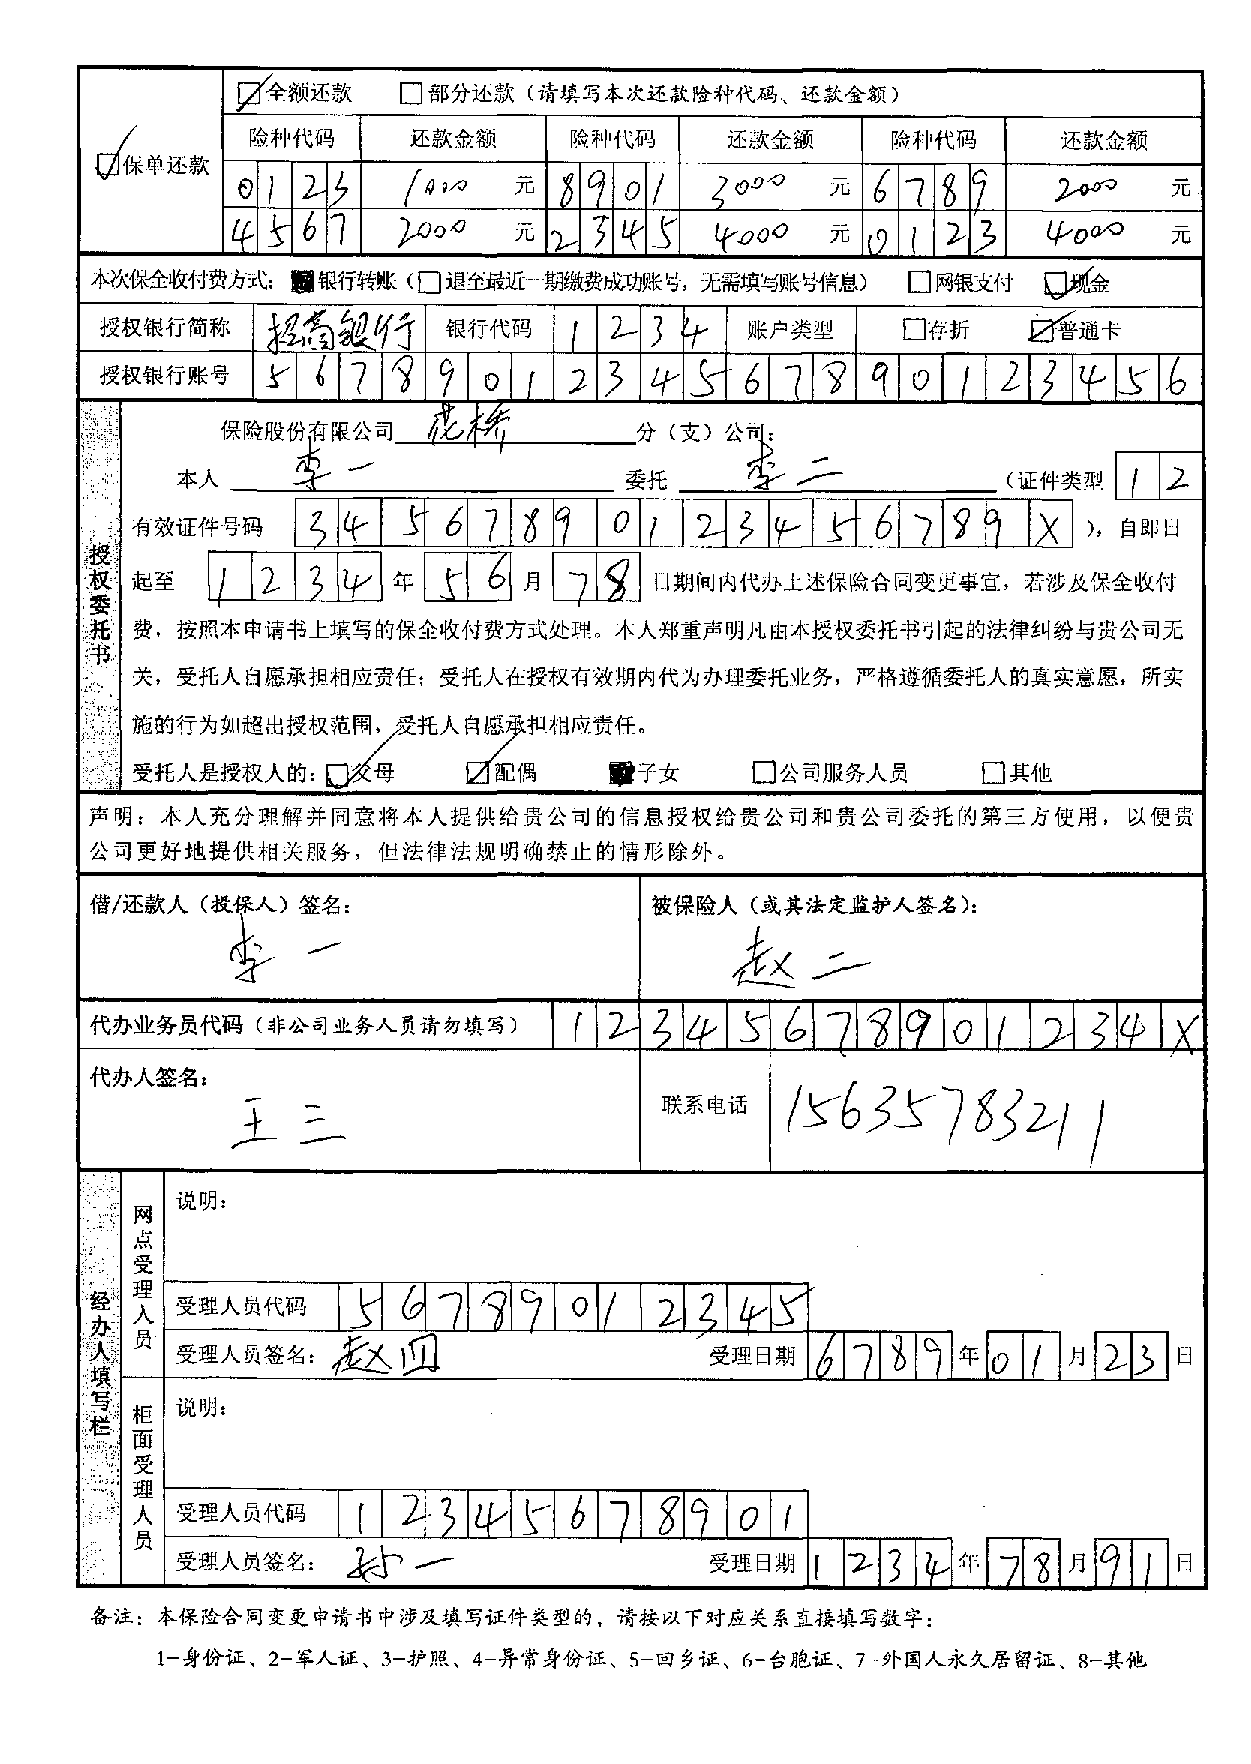 ☑全额还款 □部分还款（请填写本次还款险种代码、还款金额）
☑保单还款
险种代码 还款金额 险种代码 还款金额 险种代码 还款金额
0123 1000 元 8901 3000 元 6789 2000 元
4567 2000 元 2345 4000 元 0123 4000 元
本次保全收付费方式：■银行转账（□退至最近一期缴费成功账号，无需填写账号信息） □网银支付 ☑现金
授权银行简称 招商银行 银行代码 1234 账户类型 □存折 ☑普通卡
授权银行账号 5678901234567890123456
授权委托书
保险股份有限公司 花桥 分（支）公司：
本人 李一 委托 李二 （证件类型 12
有效证件号码 34567890123456789X ），自即日
起至 1234 年 56 月 78 日期间内代办上述保险合同变更事宜，若涉及保全收付
费，按照本申请书上填写的保全收付费方式处理。本人郑重声明凡由本授权委托书引起的法律纠纷与贵公司无
关，受托人自愿承担相应责任；受托人在授权有效期内代为办理委托业务，严格遵循委托人的真实意愿，所实
施的行为如超出授权范围，受托人自愿承担相应责任。
受托人是授权人的：☑父母 ☑配偶 ■子女 □公司服务人员 □其他
声明：本人充分理解并同意将本人提供给贵公司的信息授权给贵公司和贵公司委托的第三方使用，以便贵
公司更好地提供相关服务，但法律法规明确禁止的情形除外。
借/还款人（投保人）签名： 被保险人（或其法定监护人签名）：
李一 赵二
代办业务员代码（非公司业务人员请勿填写） 12345678901234X
代办人签名：
王三 联系电话 15635783211
经办人填写栏
网点受理人员
说明：
受理人员代码 56789012345
受理人员签名：赵四 受理日期 6789 年 01 月 23 日
柜面受理人员
说明：
受理人员代码 12345678901
受理人员签名： 孙一 受理日期 1234 年 78 月 91 日
备注：本保险合同变更申请书中涉及填写证件类型的，请按以下对应关系直接填写数字：
1-身份证、2-军人证、3-护照、4-异常身份证、5-回乡证、6-台胞证、7-外国人永久居留证、8-其他